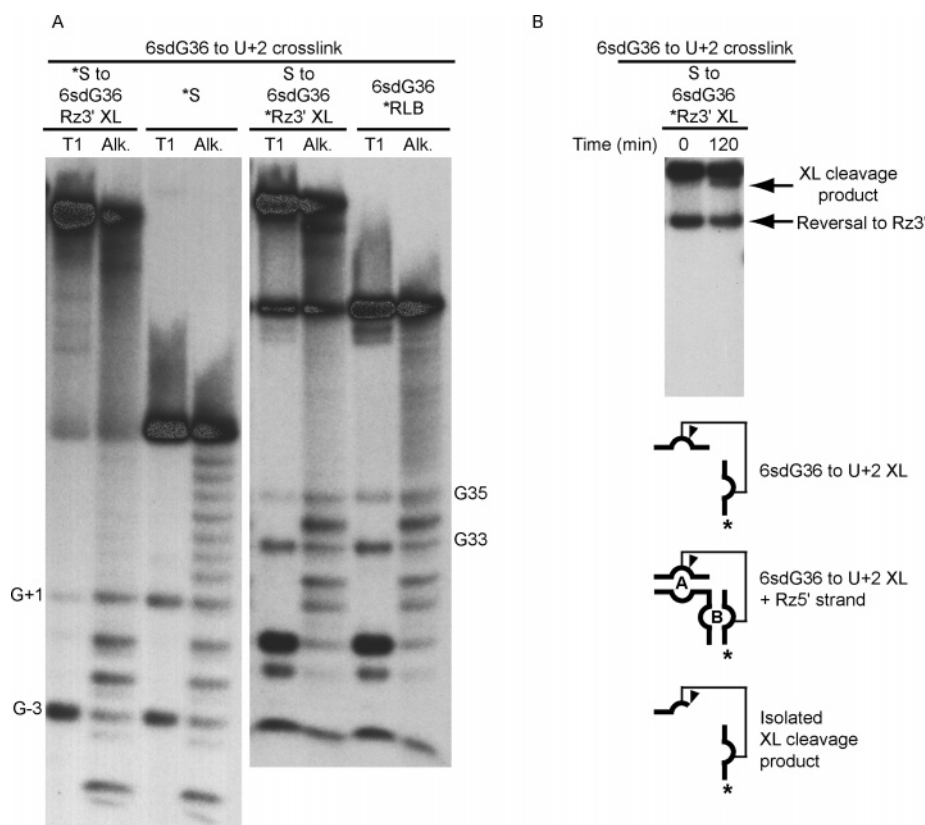 A
6sdG36 to U+2 crosslink
*S to
6sdG36
Rz3' XL
*S
S to
6sdG36
*Rz3' XL
6sdG36
*RLB
T1 Alk. T1 Alk. T1 Alk. T1 Alk.
G35
G33
G+1
G-3
B
6sdG36 to U+2 crosslink
S to
6sdG36
*Rz3' XL
Time (min) 0 120
XL cleavage
product
Reversal to Rz3'
6sdG36 to U+2 XL
*
A
B
6sdG36 to U+2 XL
+ Rz5' strand
*
Isolated
XL cleavage
product
*